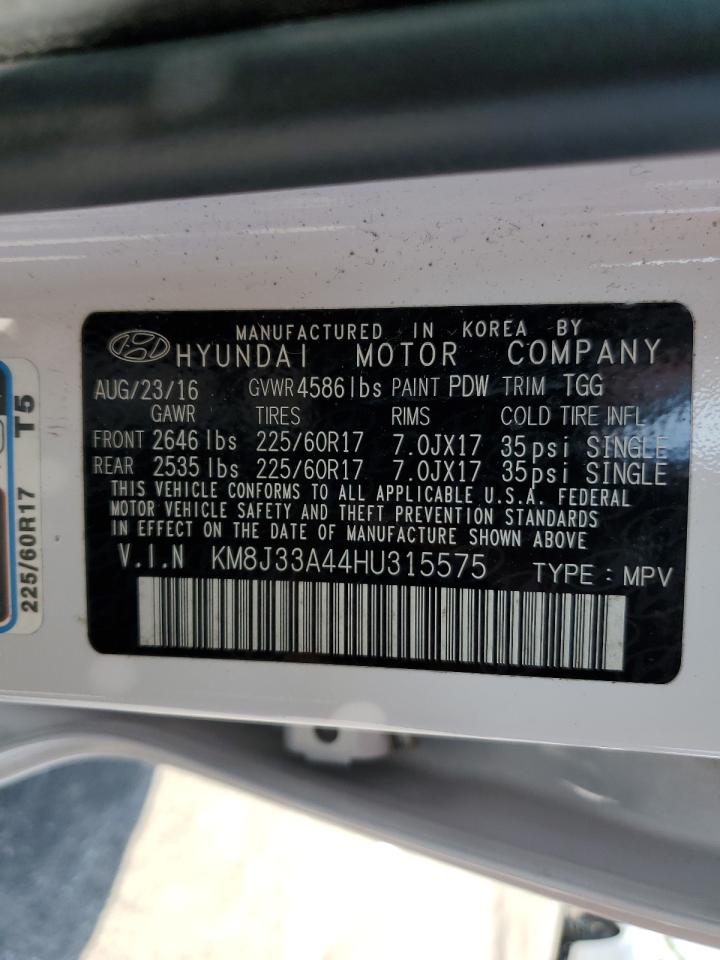 MANUFACTURED IN KOREA BY
HYUNDAI MOTOR COMPANY
AUG/23/16 GVWR 4586lbs PAINT PDW TRIM TGG
GAWR TIRES RIMS COLD TIRE INFL
FRONT 2646 lbs 225/60R17 7.0JX17 35psi SINGLE
REAR 2535 lbs 225/60R17 7.0JX17 35psi SINGLE
THIS VEHICLE CONFORMS TO ALL APPLICABLE U.S.A. FEDERAL
MOTOR VEHICLE SAFETY AND THEFT PREVENTION STANDARDS
IN EFFECT ON THE DATE OF MANUFACTURE SHOWN ABOVE
V.I.N KM8J33A44HU315575 TYPE : MPV
225/60R17
T5